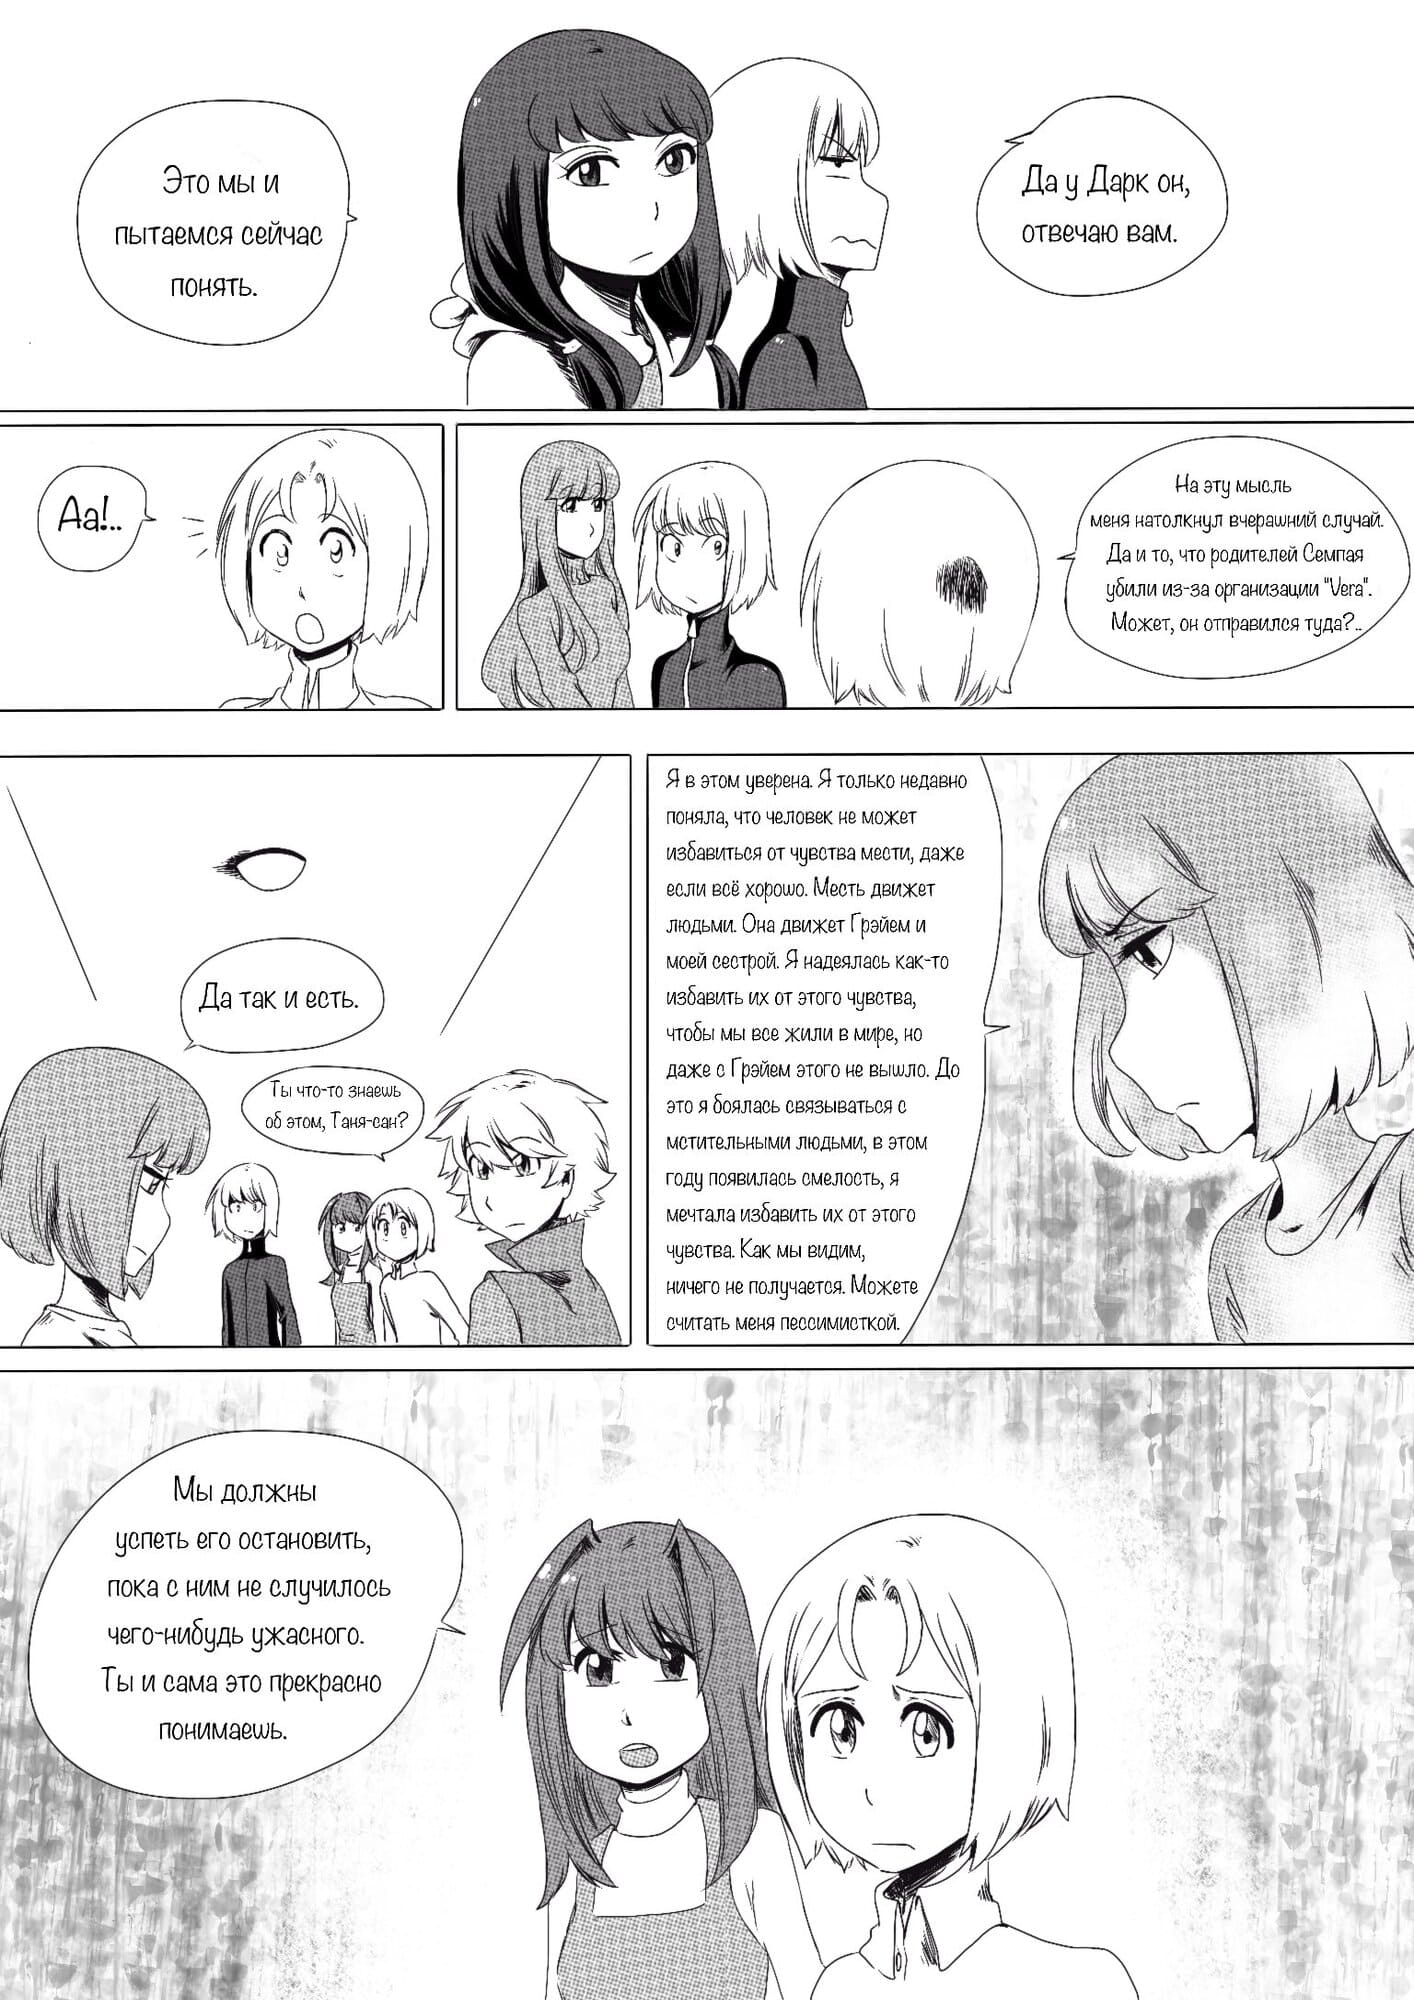 Это мы и
пытаемся сейчас
понять.
Да у Дарк он,
отвечаю вам.
Аа!..
На эту мысль
меня натолкнул вчерашний случай.
Да и то, что родителей Семпая
убили из-за организации "Vera".
Может, он отправился туда?..
Да так и есть.
Ты что-то знаешь
об этом, Таня-сан?
Я в этом уверена. Я только недавно
поняла, что человек не может
избавиться от чувства мести, даже
если всё хорошо. Месть движет
людьми. Она движет Грэйем и
моей сестрой. Я надеялась как-то
избавить их от этого чувства,
чтобы мы все жили в мире, но
даже с Грэйем этого не вышло. До
это я боялась связываться с
мстительными людьми, в этом
году появилась смелость, я
мечтала избавить их от этого
чувства. Как мы видим,
ничего не получается. Можете
считать меня пессимисткой.
Мы должны
успеть его остановить,
пока с ним не случилось
чего-нибудь ужасного.
Ты и сама это прекрасно
понимаешь.